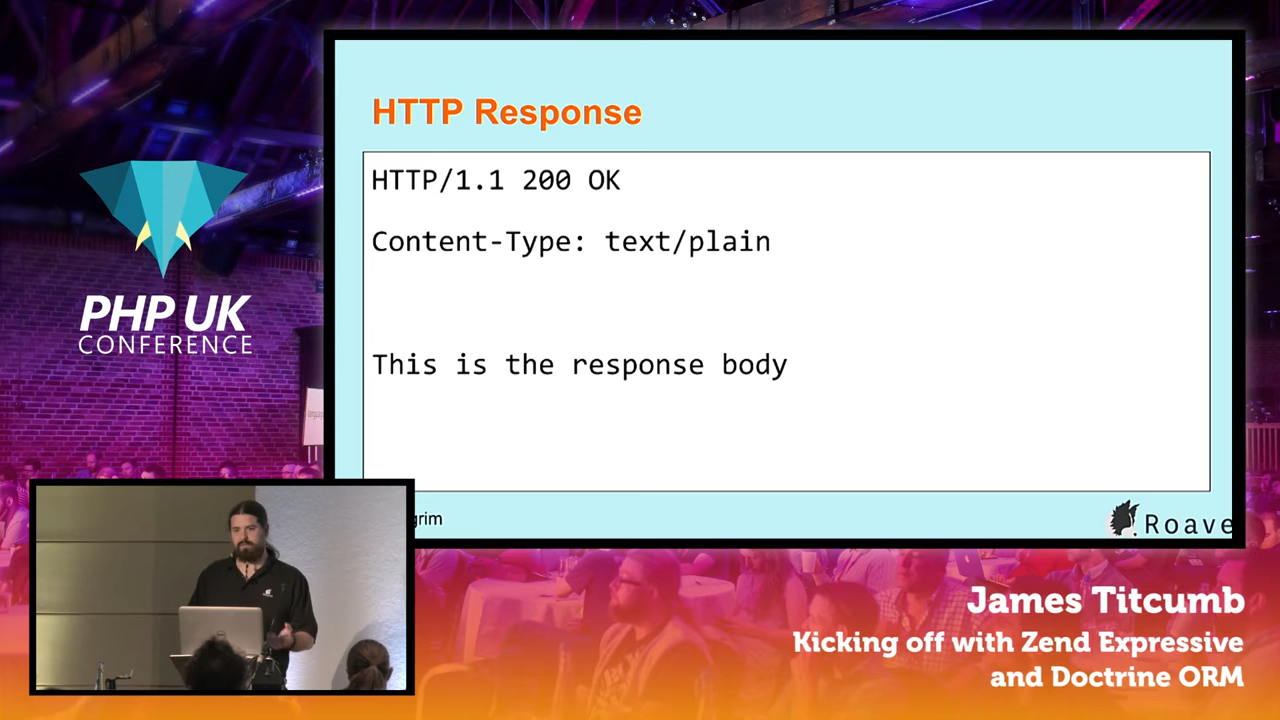 HTTP Response
HTTP/1.1 200 OK
Content-Type: text/plain
This is the response body
grim
Roave
PHP UK
CONFERENCE
James Titcumb
Kicking off with Zend Expressive
and Doctrine ORM